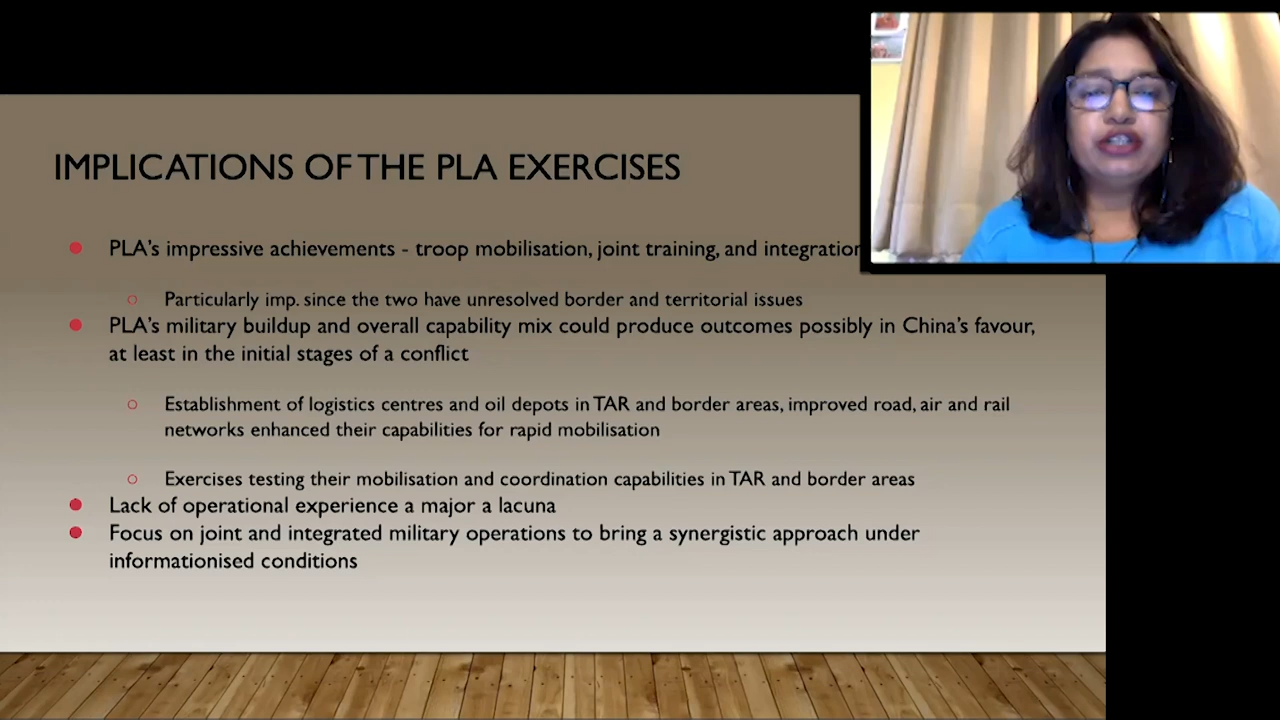 IMPLICATIONS OF THE PLA EXERCISES
PLA's impressive achievements - troop mobilisation, joint training, and integration
Particularly imp. since the two have unresolved border and territorial issues
PLA's military buildup and overall capability mix could produce outcomes possibly in China's favour,
at least in the initial stages of a conflict
Establishment of logistics centres and oil depots in TAR and border areas, improved road, air and rail
networks enhanced their capabilities for rapid mobilisation
Exercises testing their mobilisation and coordination capabilities in TAR and border areas
Lack of operational experience a major a lacuna
Focus on joint and integrated military operations to bring a synergistic approach under
informationised conditions